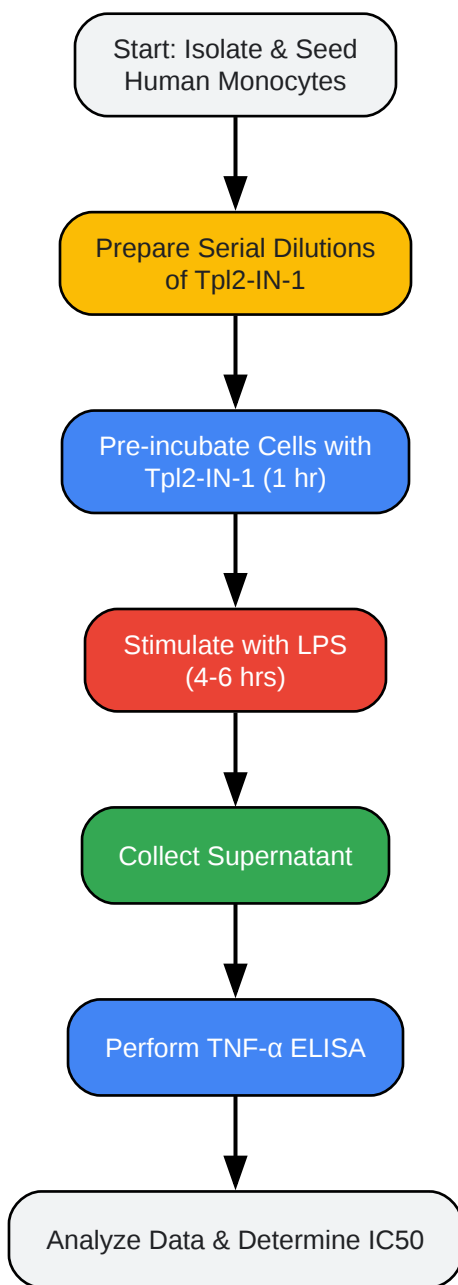 Start: Isolate & Seed
Human Monocytes
Prepare Serial Dilutions
of Tpl2-IN-1
Pre-incubate Cells with
Tpl2-IN-1 (1 hr)
Stimulate with LPS
(4-6 hrs)
Collect Supernatant
Perform TNF-α ELISA
Analyze Data & Determine IC50